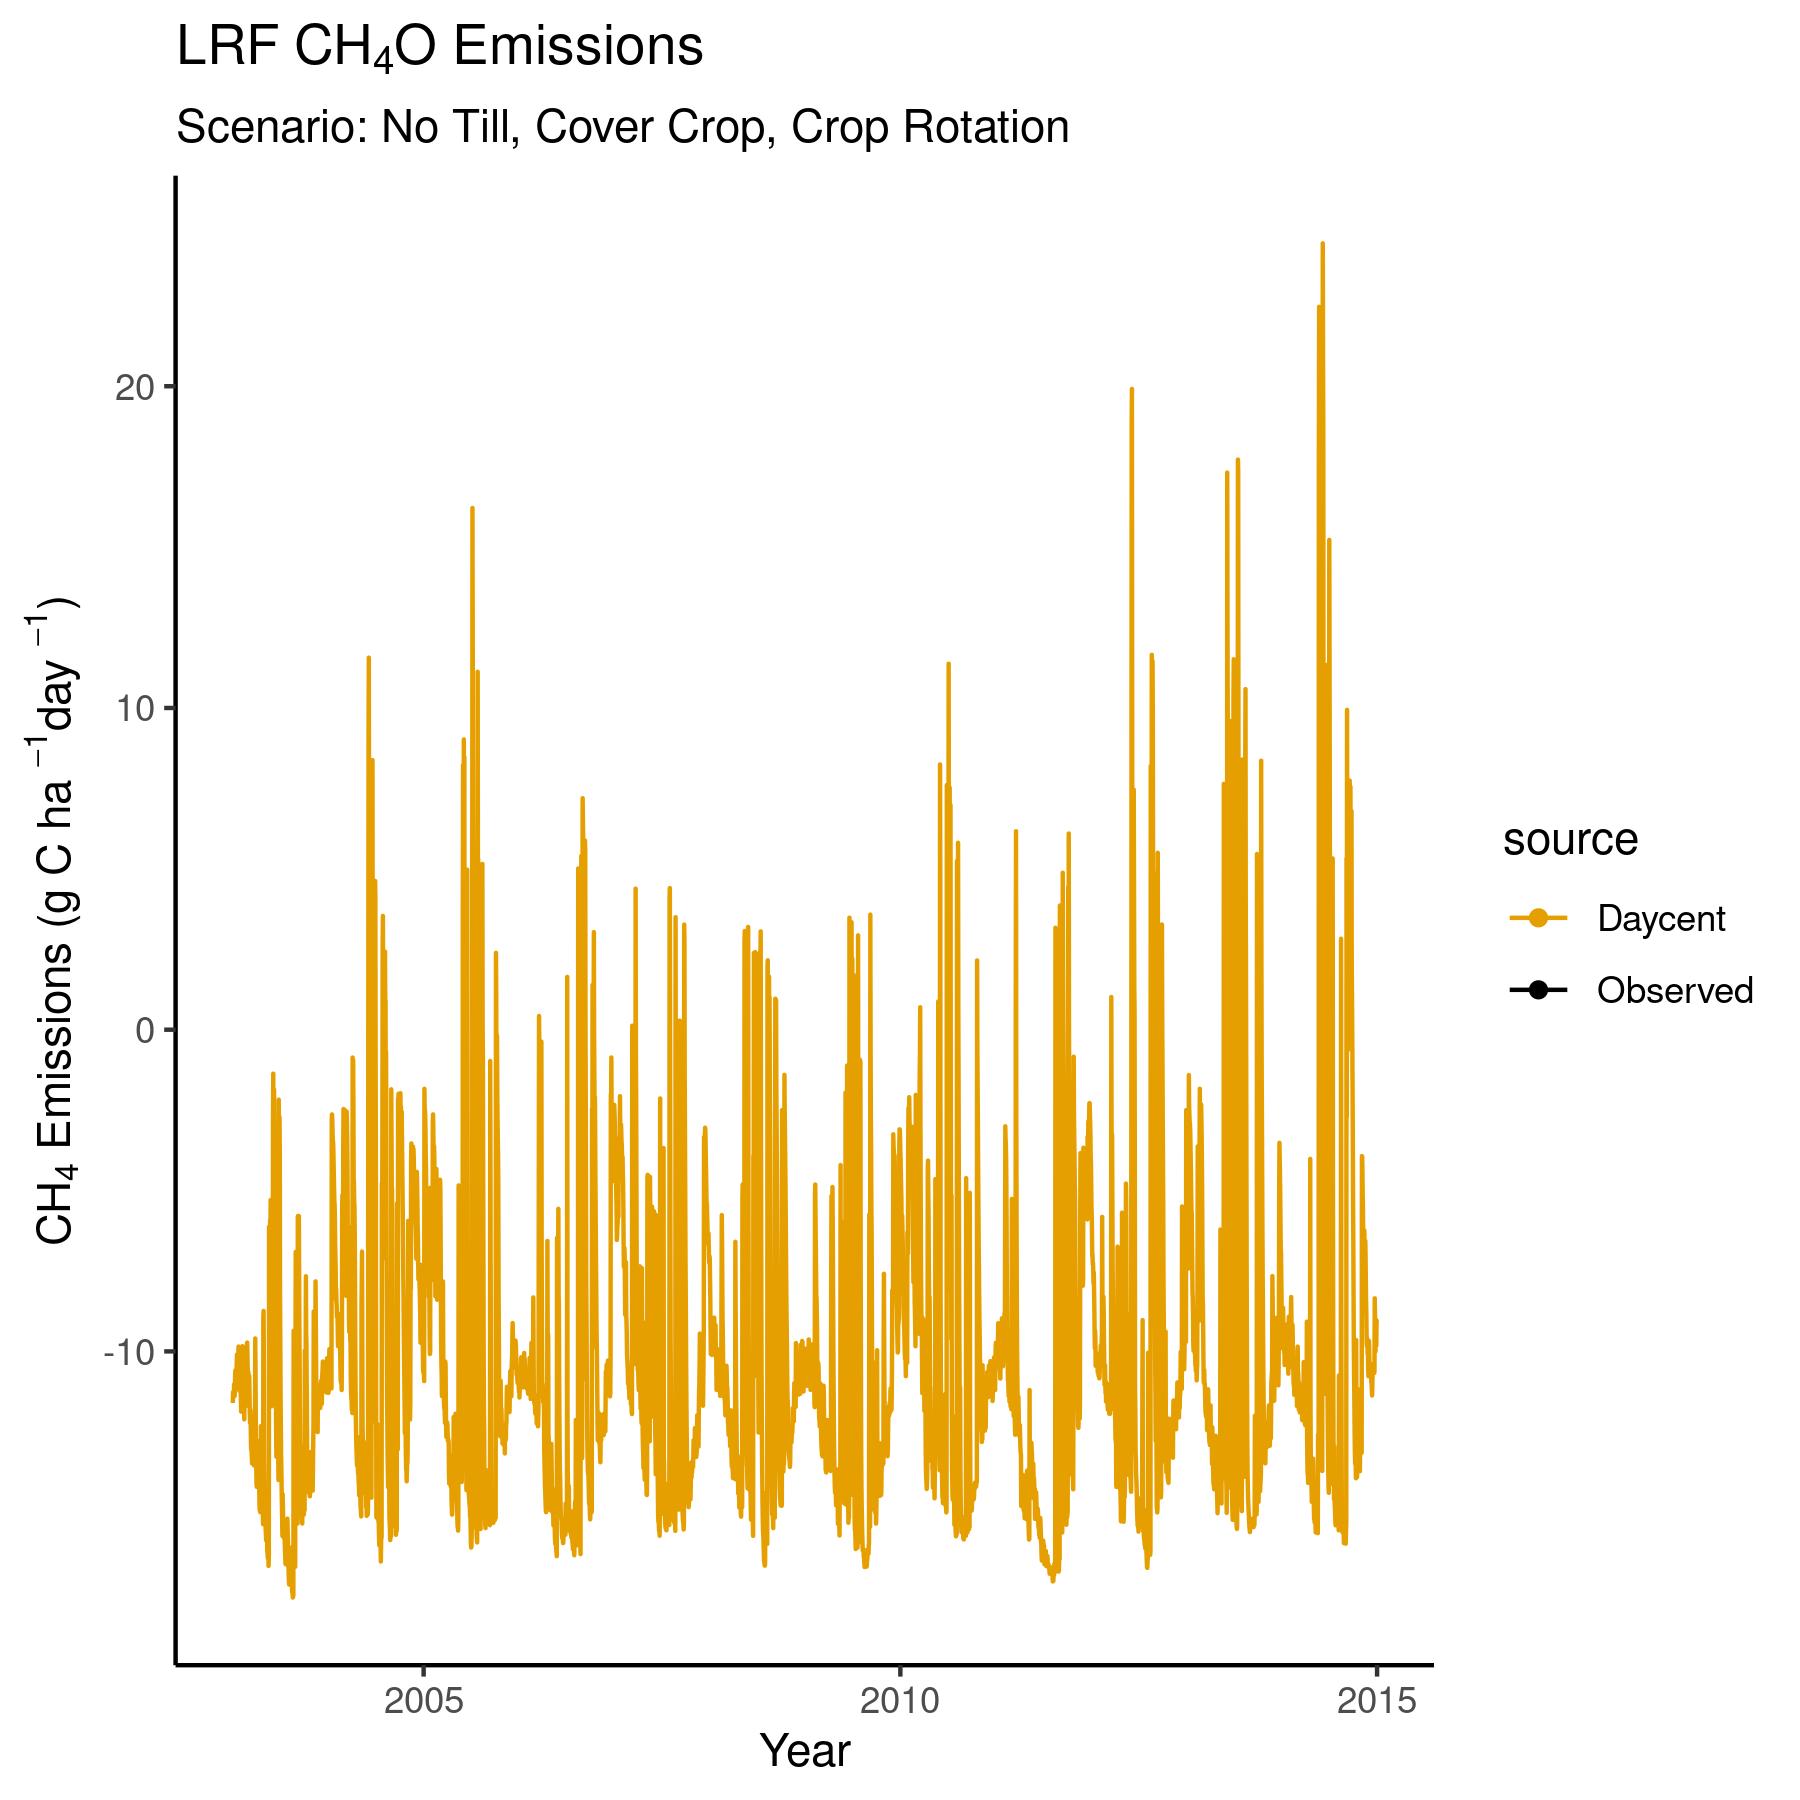 LRF CH₄O Emissions
Scenario: No Till, Cover Crop, Crop Rotation
CH₄ Emissions (g C ha ⁻¹day ⁻¹)
20
10
0
-10
2005 2010 2015
Year
source
Daycent
Observed